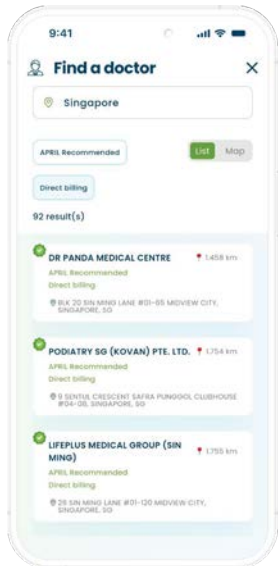 9:41
Find a doctor
Singapore
APRIL Recommended
List Map
Direct billing
92 result(s)
DR PANDA MEDICAL CENTRE 1.458 km
APRIL Recommended
Direct billing
BLK 20 SIN MING LANE #01-65 MIDVIEW CITY,
SINGAPORE, SG
PODIATRY SG (KOVAN) PTE. LTD. 1.754 km
APRIL Recommended
Direct billing
9 SENTUL CRESCENT SAFRA PUNGGOL CLUBHOUSE
#04-08, SINGAPORE, SG
LIFEPLUS MEDICAL GROUP (SIN 1.755 km
MING)
APRIL Recommended
Direct billing
26 SIN MING LANE #01-120 MIDVIEW CITY,
SINGAPORE, SG